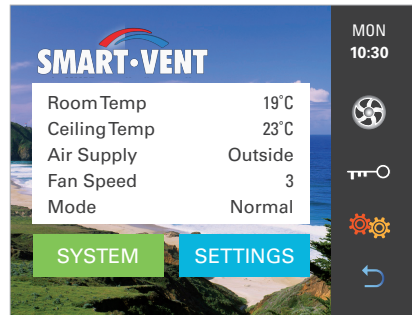 SMART·VENT
MON
10:30
Room Temp 19°C
Ceiling Temp 23°C
Air Supply Outside
Fan Speed 3
Mode Normal
SYSTEM SETTINGS